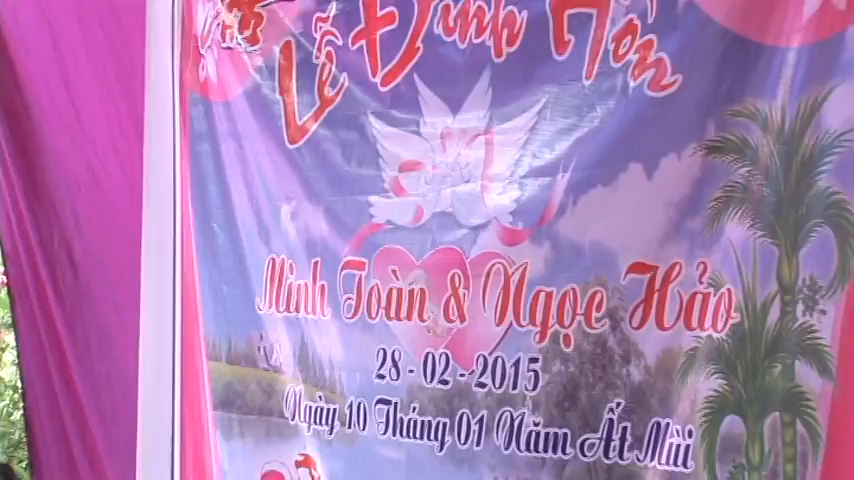 Lễ Đính Hôn
Minh Toàn & Ngọc Hảo
28 - 02 - 2015
Ngày 10 Tháng 01 Năm Ất Mùi